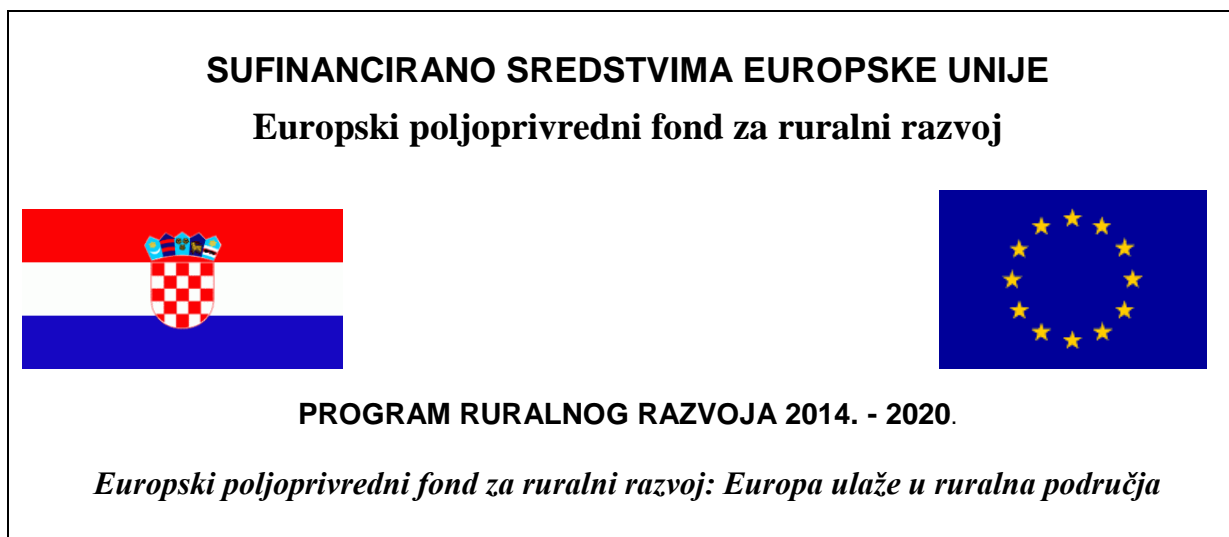 SUFINANCIRANO SREDSTVIMA EUROPSKE UNIJE
Europski poljoprivredni fond za ruralni razvoj
PROGRAM RURALNOG RAZVOJA 2014. - 2020.
Europski poljoprivredni fond za ruralni razvoj: Europa ulaže u ruralna područja